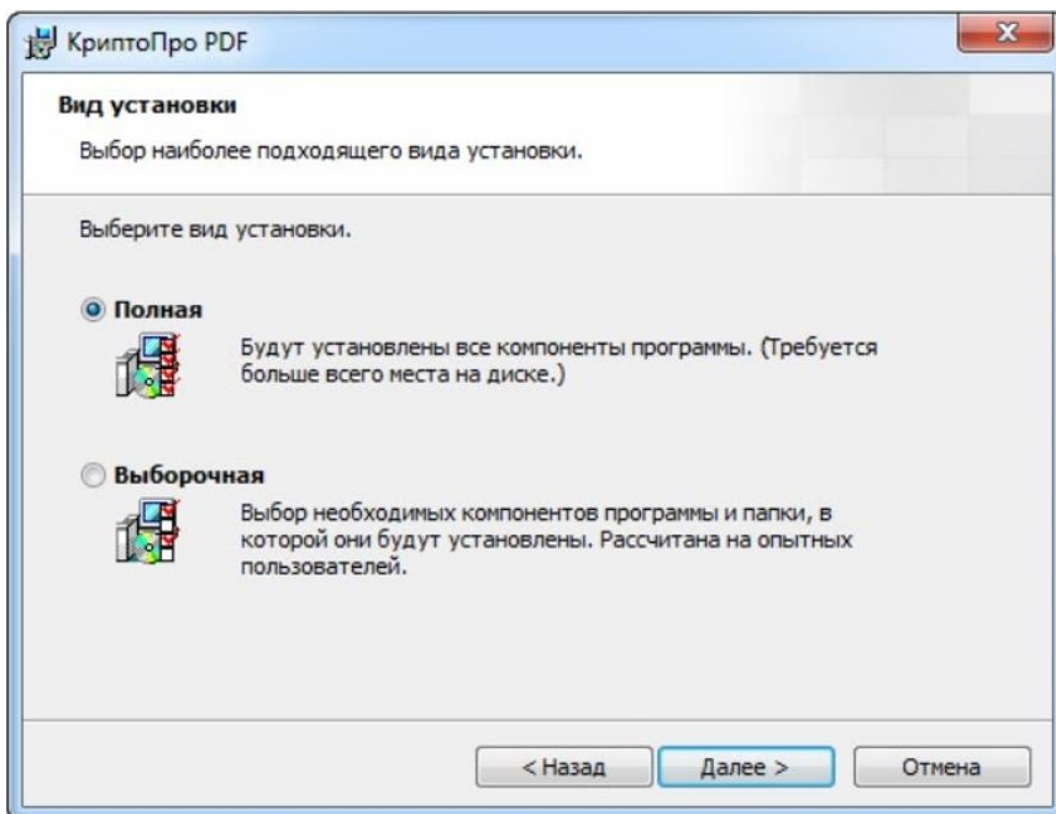 КриптоПро PDF
Вид установки
Выбор наиболее подходящего вида установки.
Выберите вид установки.
Полная
Будут установлены все компоненты программы. (Требуется
больше всего места на диске.)
Выборочная
Выбор необходимых компонентов программы и папки, в
которой они будут установлены. Рассчитана на опытных
пользователей.
< Назад
Далее >
Отмена